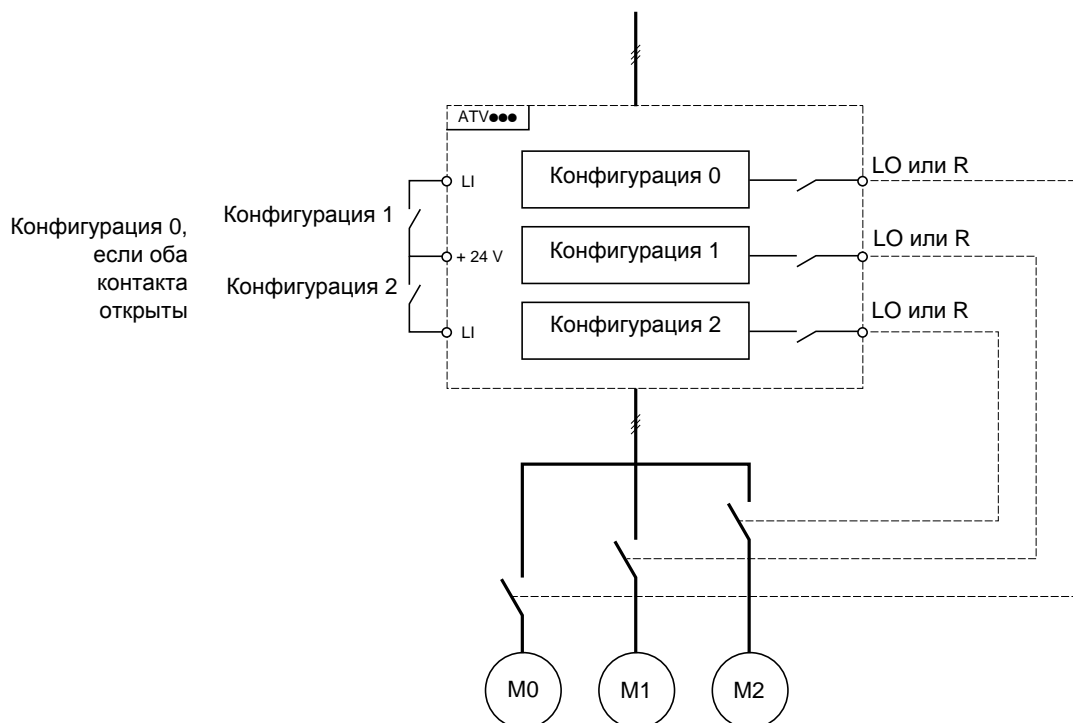 ATV●●●
Конфигурация 0
LO или R
LI
Конфигурация 1
Конфигурация 0,
если оба
контакта
открыты
LO или R
Конфигурация 1
+ 24 V
Конфигурация 2
LO или R
Конфигурация 2
LI
M0
M1
M2